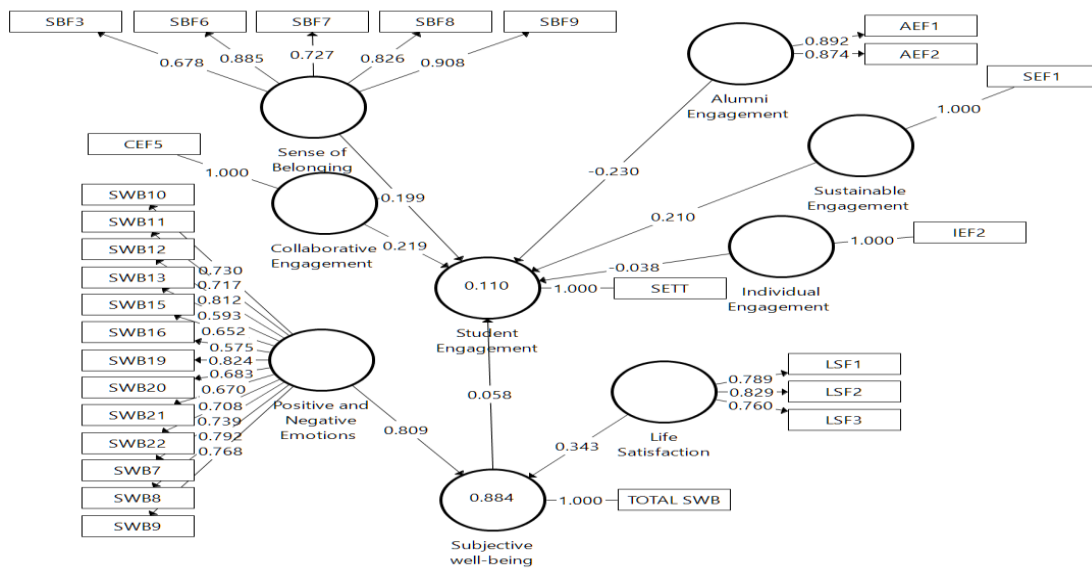 SBF3
SBF6
SBF7
SBF8
SBF9
0.678
0.885
0.727
0.826
0.908
Sense of
Belonging
-0.199
AEF1
AEF2
0.892
0.874
Alumni
Engagement
-0.230
SEF1
1.000
Sustainable
Engagement
0.210
CEF5
1.000
Collaborative
Engagement
0.219
IEF2
1.000
Individual
Engagement
-0.038
0.110
1.000
SETT
Student
Engagement
SWB10
SWB11
SWB12
SWB13
SWB15
SWB16
SWB19
SWB20
SWB21
SWB22
SWB7
SWB8
SWB9
0.730
0.717
0.812
0.593
0.652
0.575
0.824
0.683
0.670
0.708
0.739
0.792
0.768
Positive and
Negative
Emotions
0.809
0.058
LSF1
LSF2
LSF3
0.789
0.829
0.760
Life
Satisfaction
0.343
0.884
1.000
TOTAL SWB
Subjective
well-being